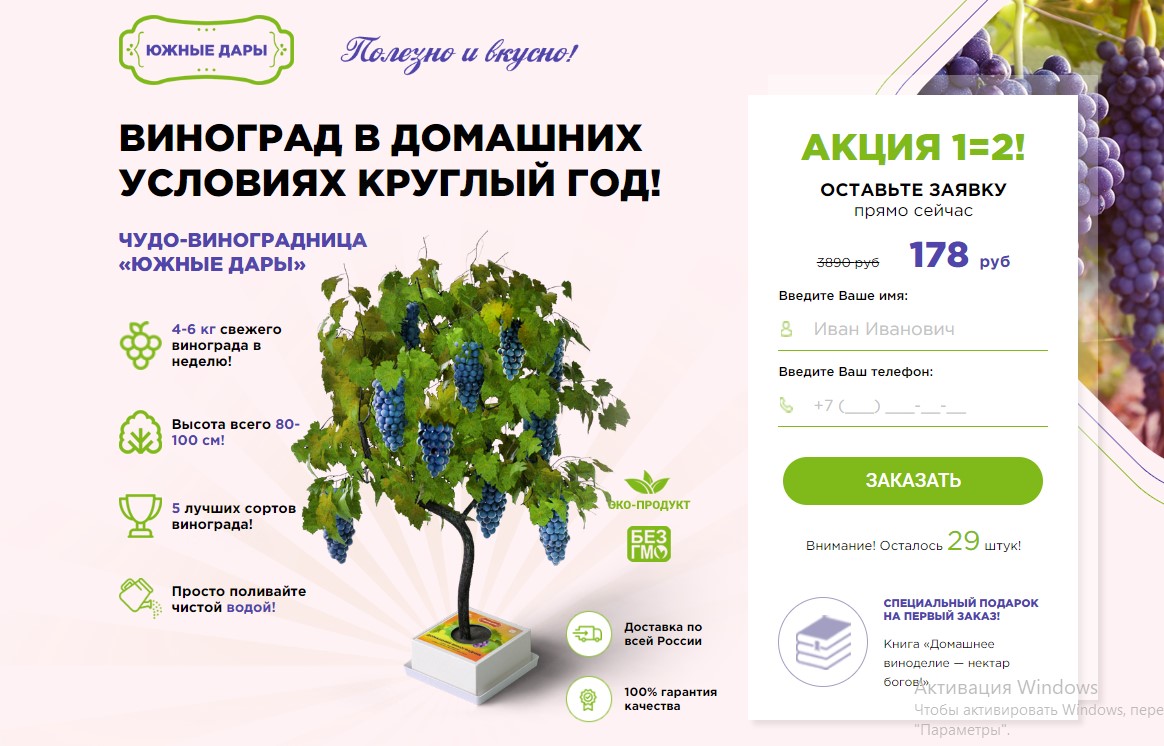 ЮЖНЫЕ ДАРЫ
Полезно и вкусно!
ВИНОГРАД В ДОМАШНИХ
УСЛОВИЯХ КРУГЛЫЙ ГОД!
ЧУДО-ВИНОГРАДНИЦА
«ЮЖНЫЕ ДАРЫ»
4-6 кг свежего
винограда в
неделю!
Высота всего 80-
100 см!
5 лучших сортов
винограда!
Просто поливайте
чистой водой!
ЭКО-ПРОДУКТ
БЕЗ
ГМО
Доставка по
всей России
100% гарантия
качества
АКЦИЯ 1=2!
ОСТАВЬТЕ ЗАЯВКУ
прямо сейчас
3890 руб 178 руб
Введите Ваше имя:
Иван Иванович
Введите Ваш телефон:
+7 (___) ___-__-__
ЗАКАЗАТЬ
Внимание! Осталось 29 штук!
СПЕЦИАЛЬНЫЙ ПОДАРОК
НА ПЕРВЫЙ ЗАКАЗ!
Книга «Домашнее
виноделие — нектар
богов!»
Активация Windows
Чтобы активировать Windows, пере
"Параметры".